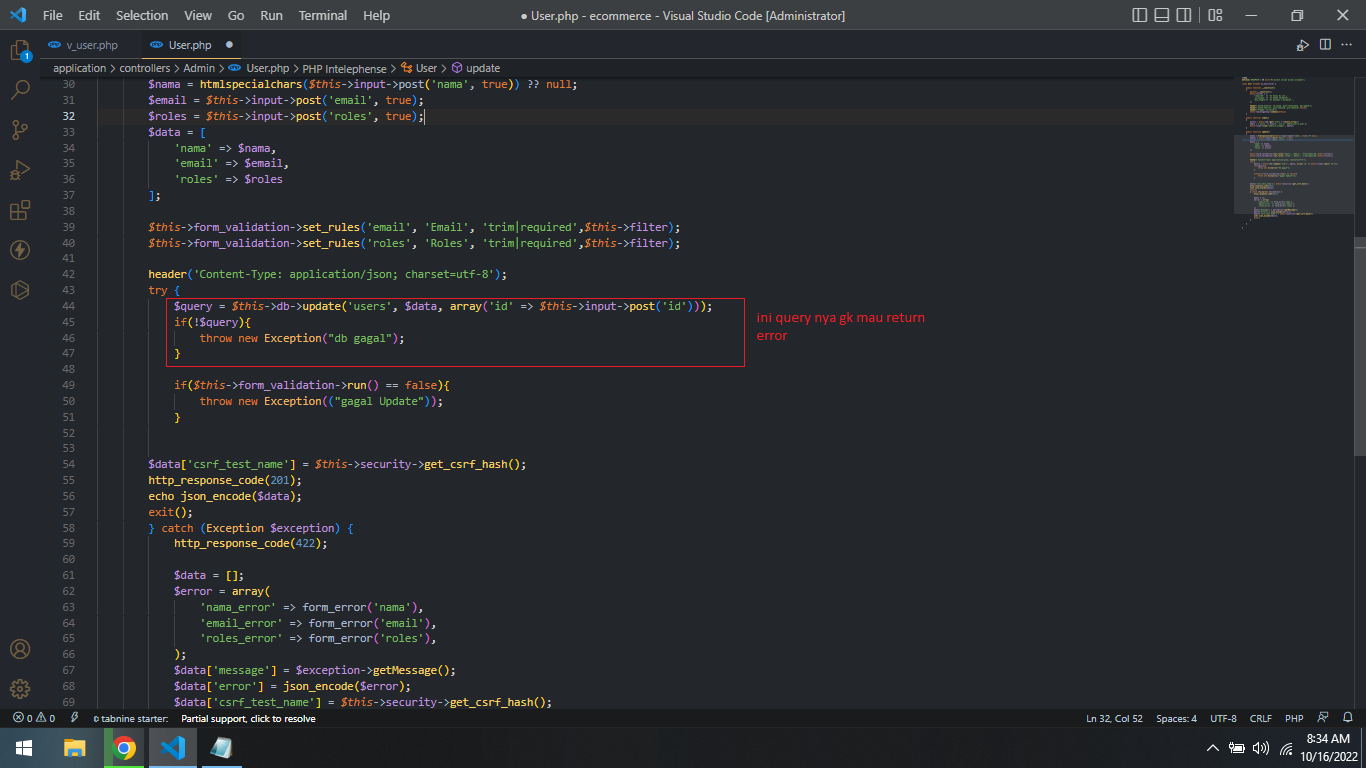 File Edit Selection View Go Run Terminal Help
● User.php - ecommerce - Visual Studio Code [Administrator]
v_user.php User.php
application > controllers > Admin > User.php > PHP Intelephense > User > update
30 $nama = htmlspecialchars($this->input->post('nama', true)) ?? null;
31 $email = $this->input->post('email', true);
32 $roles = $this->input->post('roles', true);
33 $data = [
34 'nama' => $nama,
35 'email' => $email,
36 'roles' => $roles
37 ];
38
39 $this->form_validation->set_rules('email', 'Email', 'trim|required',$this->filter);
40 $this->form_validation->set_rules('roles', 'Roles', 'trim|required',$this->filter);
41
42 header('Content-Type: application/json; charset=utf-8');
43 try {
44 $query = $this->db->update('users', $data, array('id' => $this->input->post('id')));
45 if(!$query){
46 throw new Exception("db gagal");
47 }
ini query nya gk mau return
error
48
49 if($this->form_validation->run() == false){
50 throw new Exception(("gagal Update"));
51 }
52
53
54 $data['csrf_test_name'] = $this->security->get_csrf_hash();
55 http_response_code(201);
56 echo json_encode($data);
57 exit();
58 } catch (Exception $exception) {
59 http_response_code(422);
60
61 $data = [];
62 $error = array(
63 'nama_error' => form_error('nama'),
64 'email_error' => form_error('email'),
65 'roles_error' => form_error('roles'),
66 );
67 $data['message'] = $exception->getMessage();
68 $data['error'] = json_encode($error);
69 $data['csrf_test_name'] = $this->security->get_csrf_hash();
1
0 0 tabnine starter: Partial support, click to resolve
Ln 32, Col 52 Spaces: 4 UTF-8 CRLF PHP
8:34 AM
10/16/2022